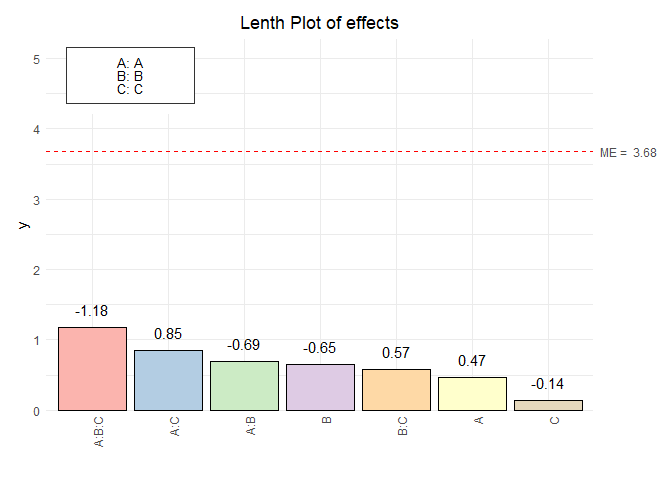 Lenth Plot of effects
A: A
B: B
C: C
5
4
3
2
1
0
y
ME = 3.68
-1.18
0.85
-0.69
-0.65
0.57
0.47
-0.14
A:B:C
A:C
A:B
B
B:C
A
C